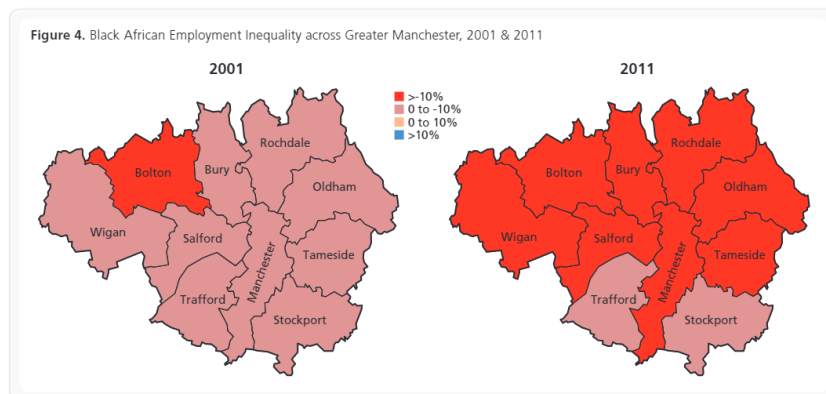 Figure 4. Black African Employment Inequality across Greater Manchester, 2001 & 2011
2001
2011
>-10%
0 to -10%
0 to 10%
>10%
Rochdale
Bolton
Bury
Oldham
Wigan
Salford
Tameside
Manchester
Trafford
Stockport
Rochdale
Bolton
Bury
Oldham
Wigan
Salford
Tameside
Manchester
Trafford
Stockport